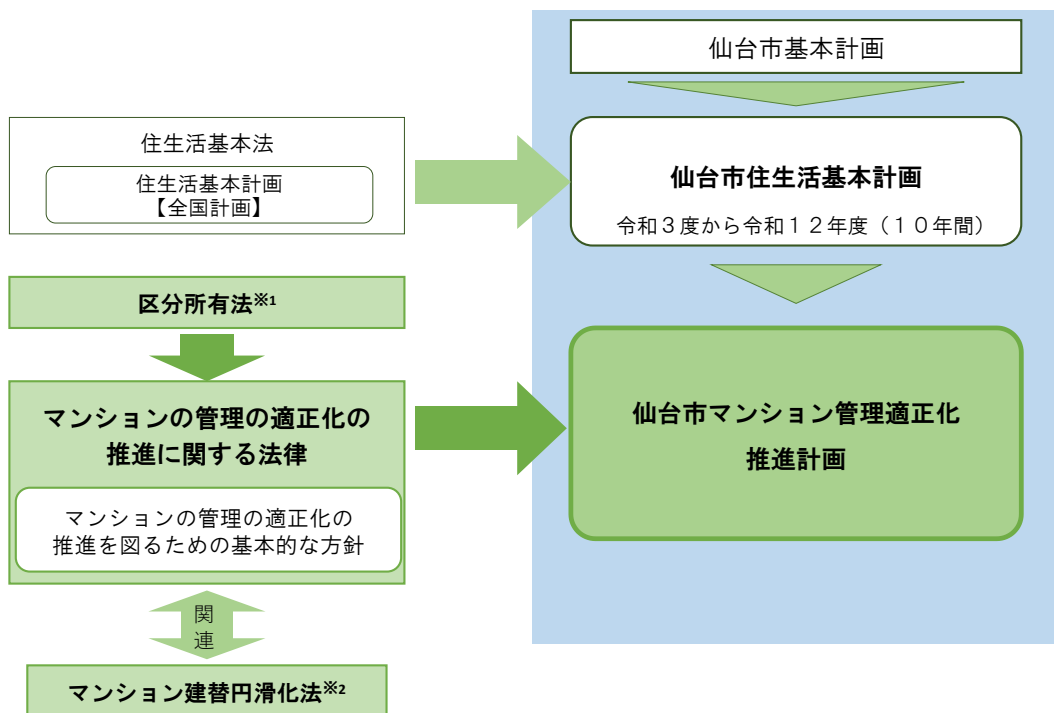 仙台市基本計画
住生活基本法
住生活基本計画
【全国計画】
仙台市住生活基本計画
令和３度から令和１２年度（１０年間）
区分所有法※1
マンションの管理の適正化の
推進に関する法律
マンションの管理の適正化の
推進を図るための基本的な方針
仙台市マンション管理適正化
推進計画
関
連
マンション建替円滑化法※2